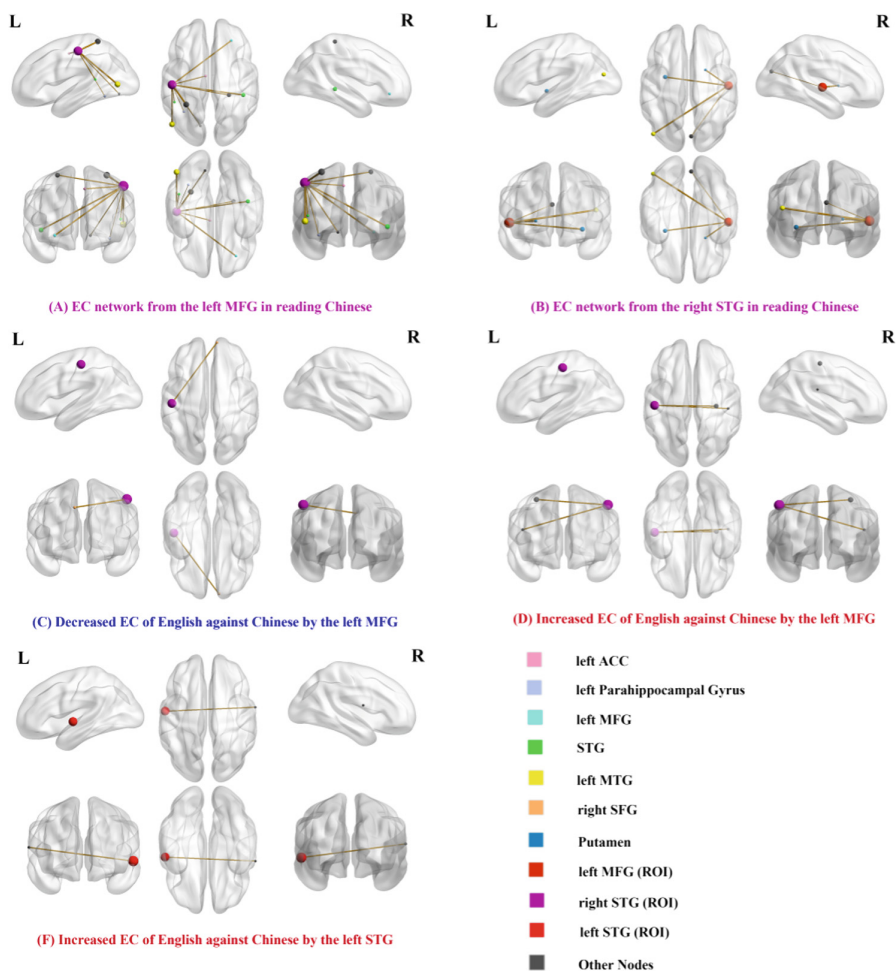 L
R
L
R
(A) EC network from the left MFG in reading Chinese
(B) EC network from the right STG in reading Chinese
L
R
L
R
(C) Decreased EC of English against Chinese by the left MFG
(D) Increased EC of English against Chinese by the left MFG
L
R
(F) Increased EC of English against Chinese by the left STG
left ACC
left Parahippocampal Gyrus
left MFG
STG
left MTG
right SFG
Putamen
left MFG (ROI)
right STG (ROI)
left STG (ROI)
Other Nodes